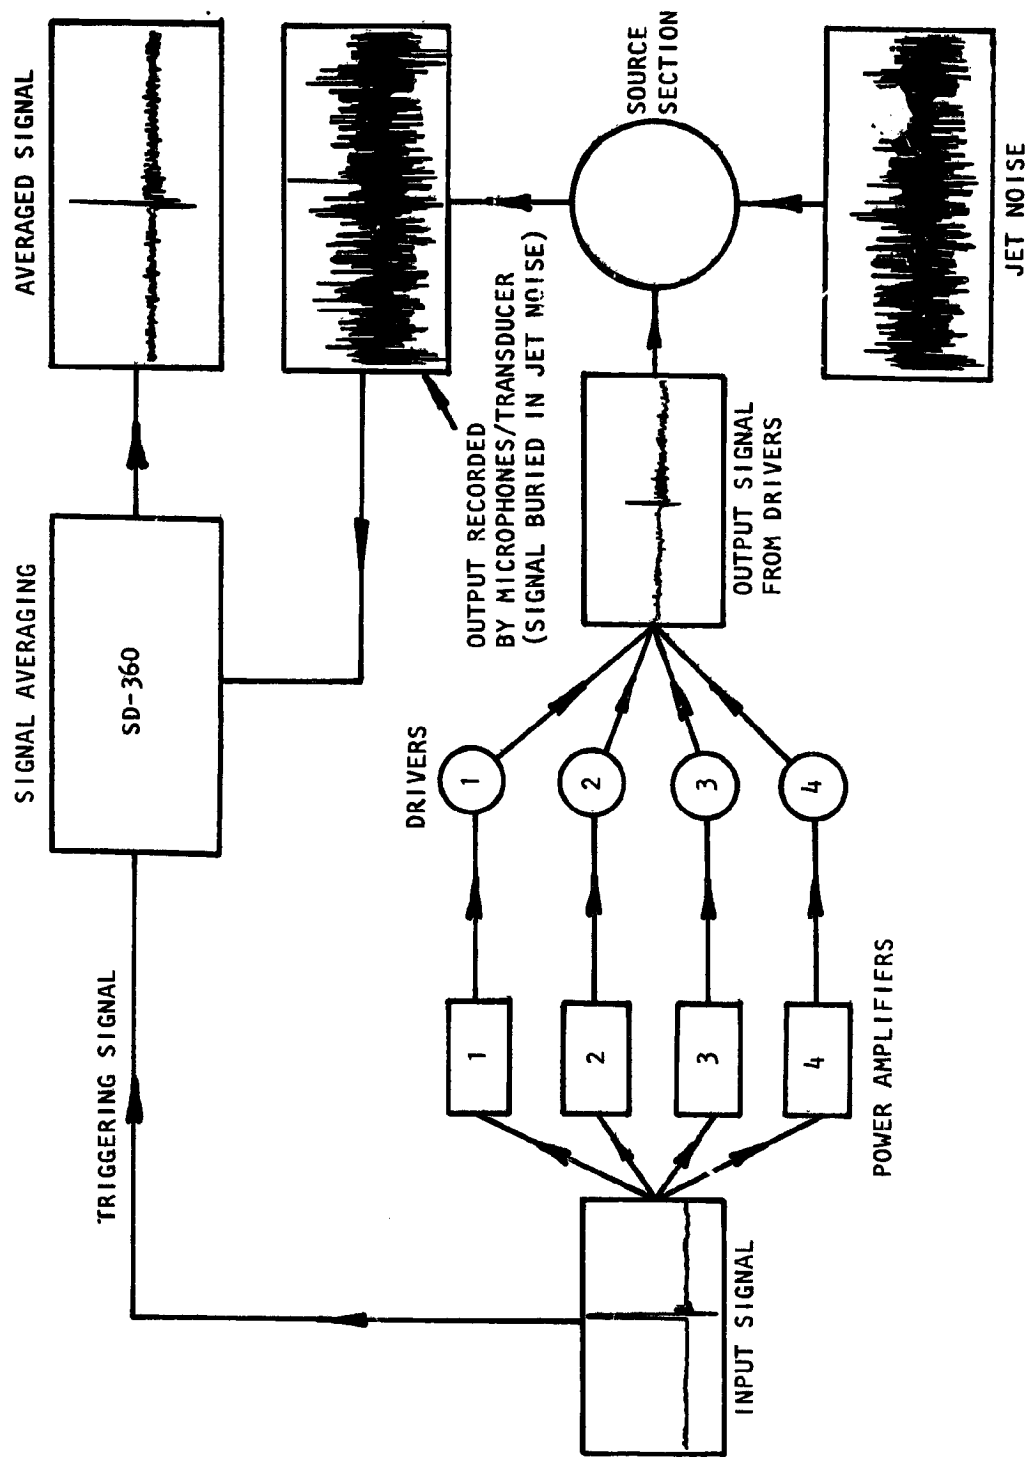 SIGNAL AVERAGING
AVERAGED SIGNAL
SD-360
TRIGGERING SIGNAL
OUTPUT RECORDED
BY MICROPHONES/TRANSDUCER
(SIGNAL BURIED IN JET NOISE)
DRIVERS
1
2
3
4
1
2
3
4
POWER AMPLIFIERS
INPUT SIGNAL
OUTPUT SIGNAL
FROM DRIVERS
SOURCE
SECTION
JET NOISE